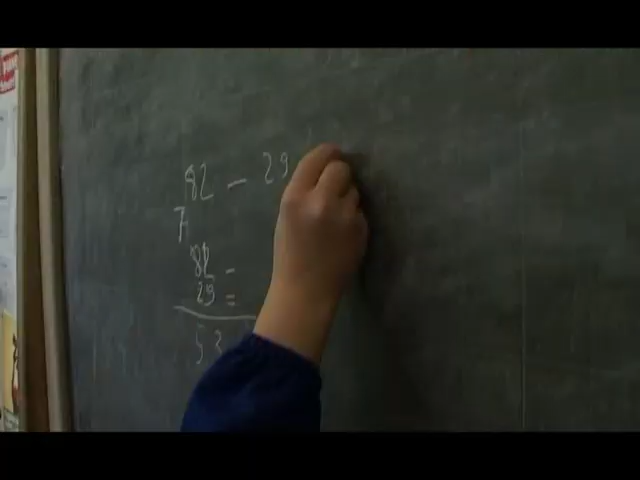 82 - 29
7
82 -
29 =
53